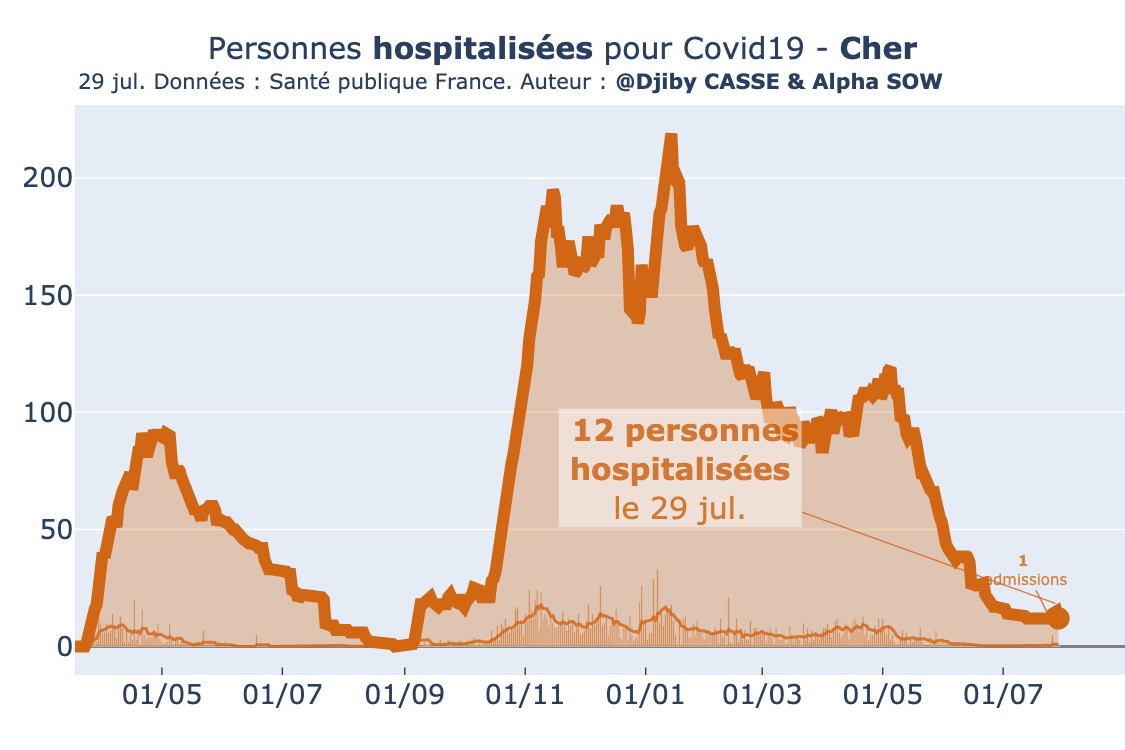 Personnes hospitalisées pour Covid19 - Cher
29 jul. Données : Santé publique France. Auteur : @Djiby CASSE & Alpha SOW
200
150
100
50
0
12 personnes
hospitalisées
le 29 jul.
1
admissions
01/05 01/07 01/09 01/11 01/01 01/03 01/05 01/07